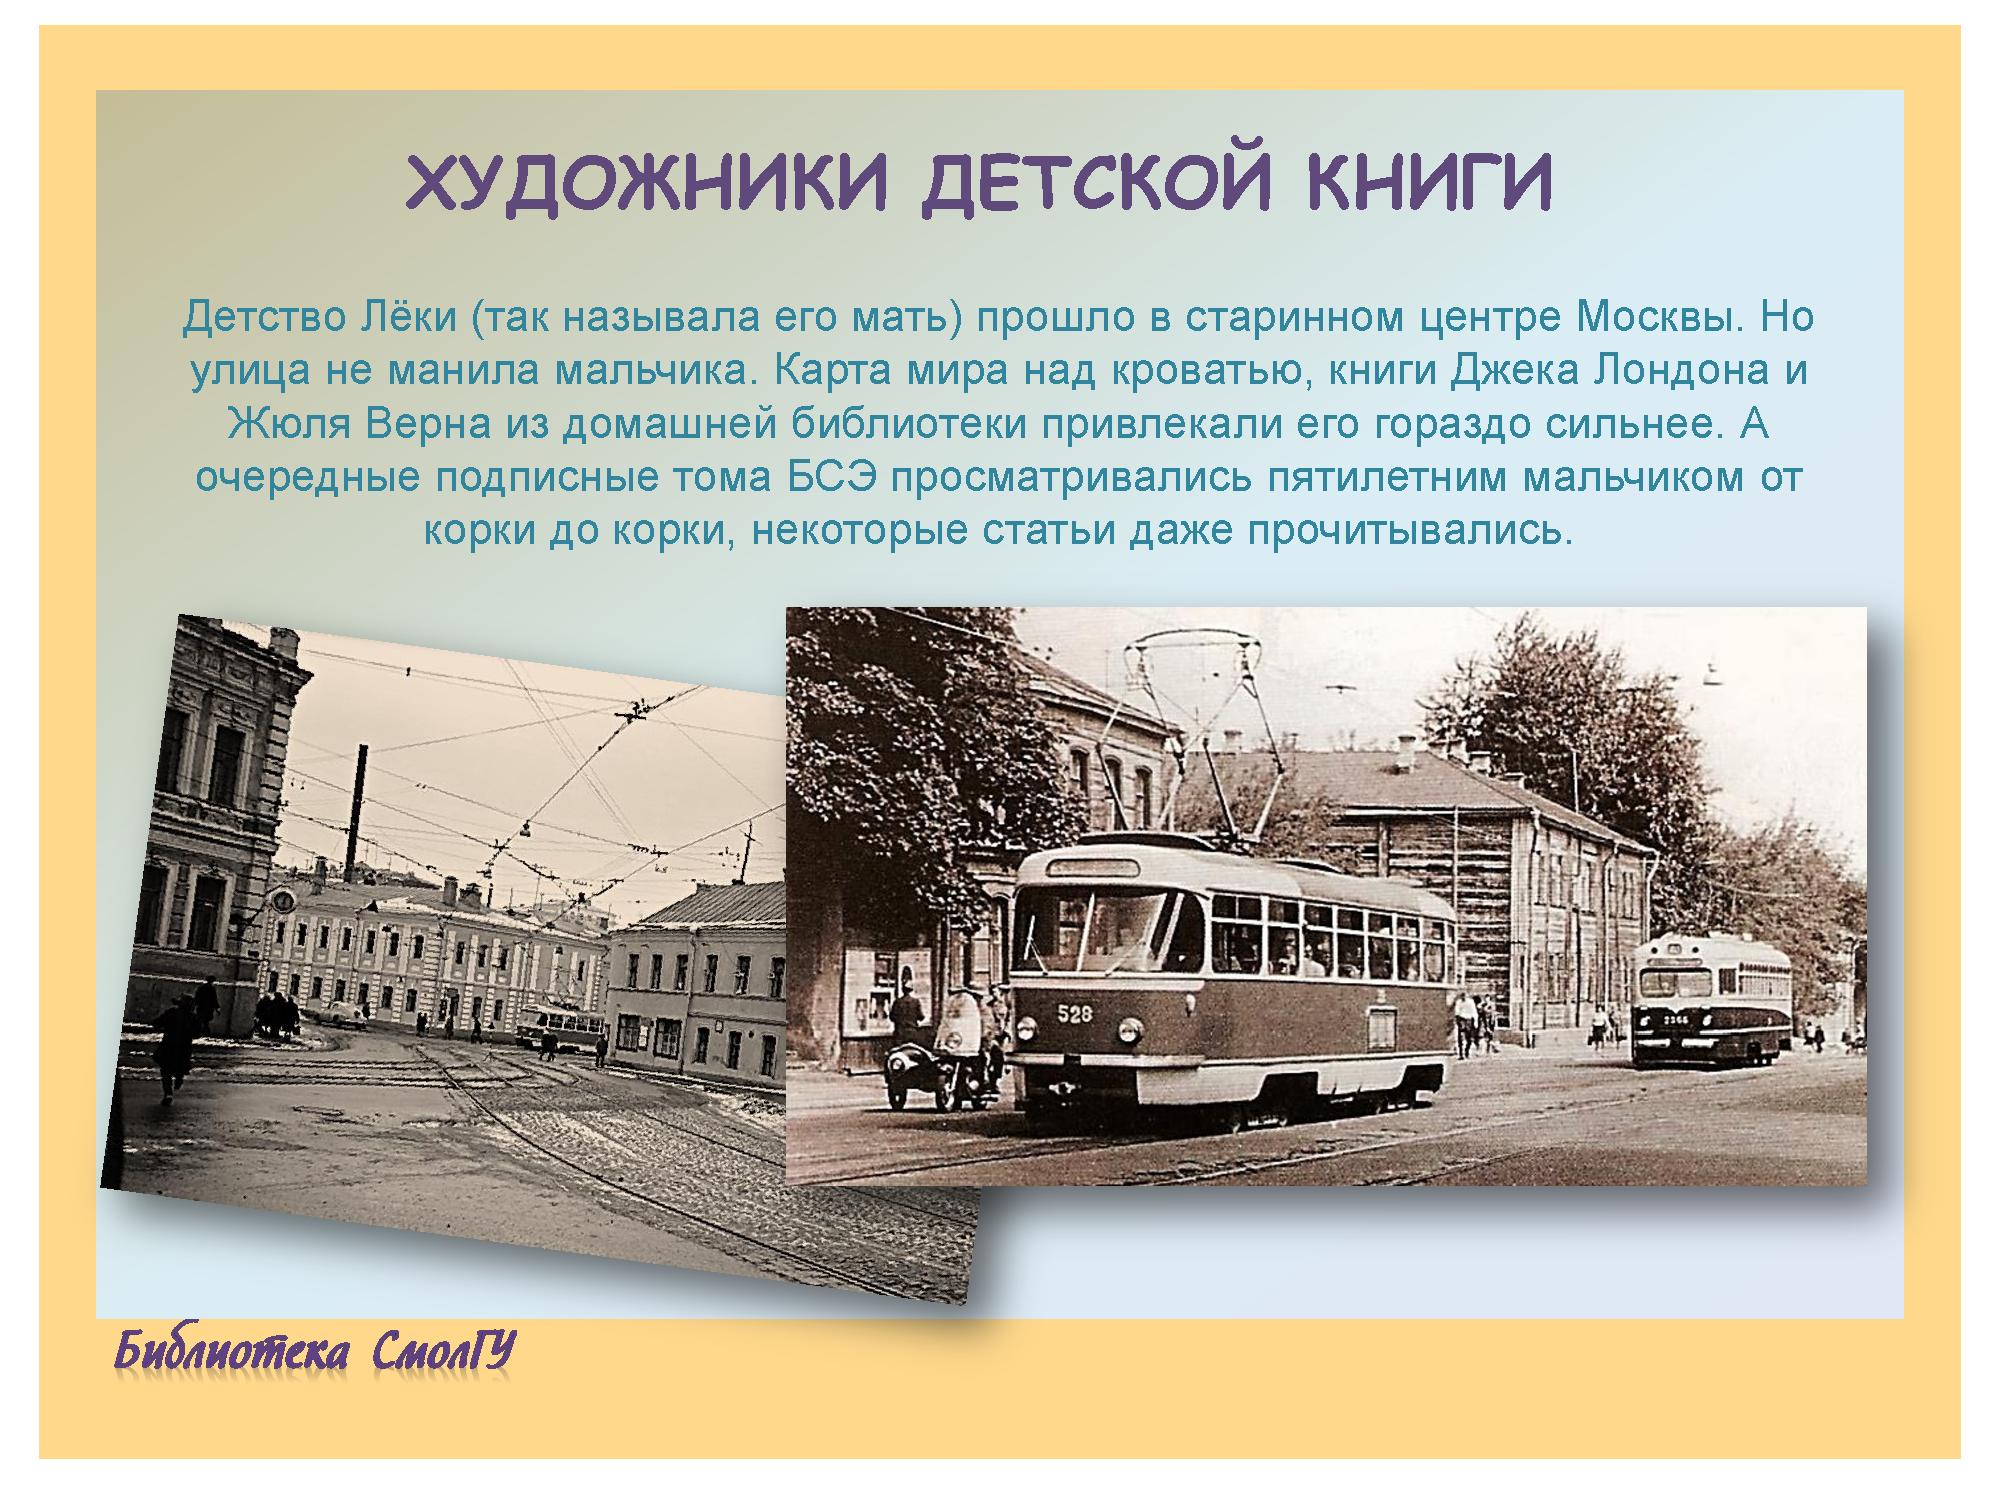 ХУДОЖНИКИ ДЕТСКОЙ КНИГИ
Детство Лёки (так называла его мать) прошло в старинном центре Москвы. Но
улица не манила мальчика. Карта мира над кроватью, книги Джека Лондона и
Жюля Верна из домашней библиотеки привлекали его гораздо сильнее. А
очередные подписные тома БСЭ просматривались пятилетним мальчиком от
корки до корки, некоторые статьи даже прочитывались.
528
Библиотека СмолГУ